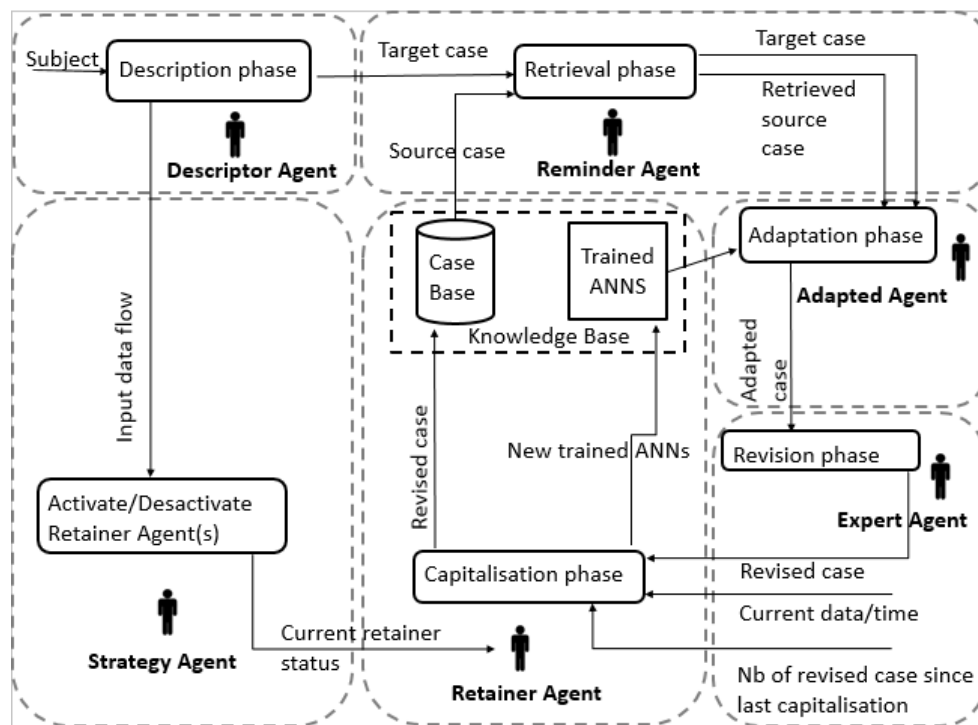 Subject
Description phase
Descriptor Agent
Target case
Retrieval phase
Target case
Retrieved
source
case
Source case
Reminder Agent
Input data flow
Case
Base
Trained
ANNS
Knowledge Base
Adaptation phase
Adapted Agent
Adapted
case
Revised case
New trained ANNs
Revision phase
Expert Agent
Activate/Desactivate
Retainer Agent(s)
Strategy Agent
Current retainer
status
Capitalisation phase
Retainer Agent
Revised case
Current data/time
Nb of revised case since
last capitalisation